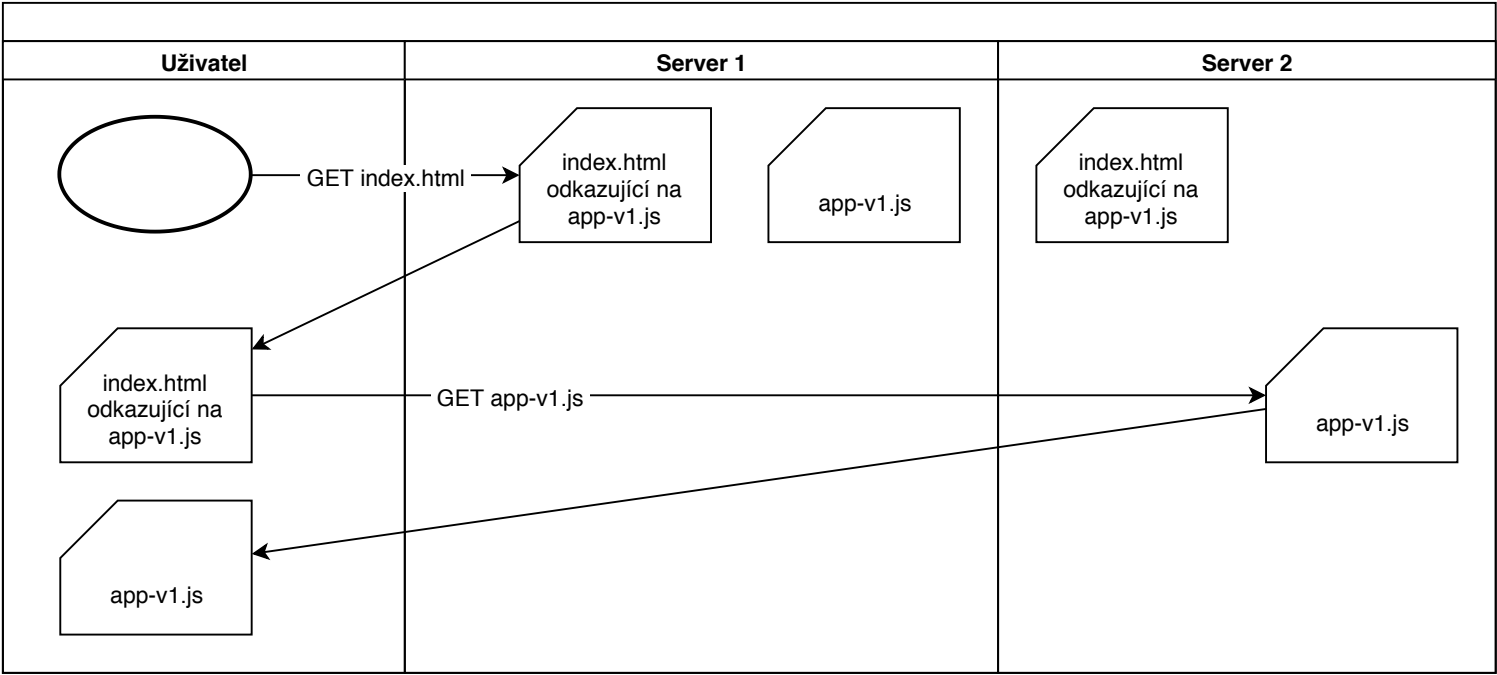 Uživatel
Server 1
Server 2
GET index.html
index.html
odkazující na
app-v1.js
app-v1.js
index.html
odkazující na
app-v1.js
index.html
odkazující na
app-v1.js
GET app-v1.js
app-v1.js
app-v1.js